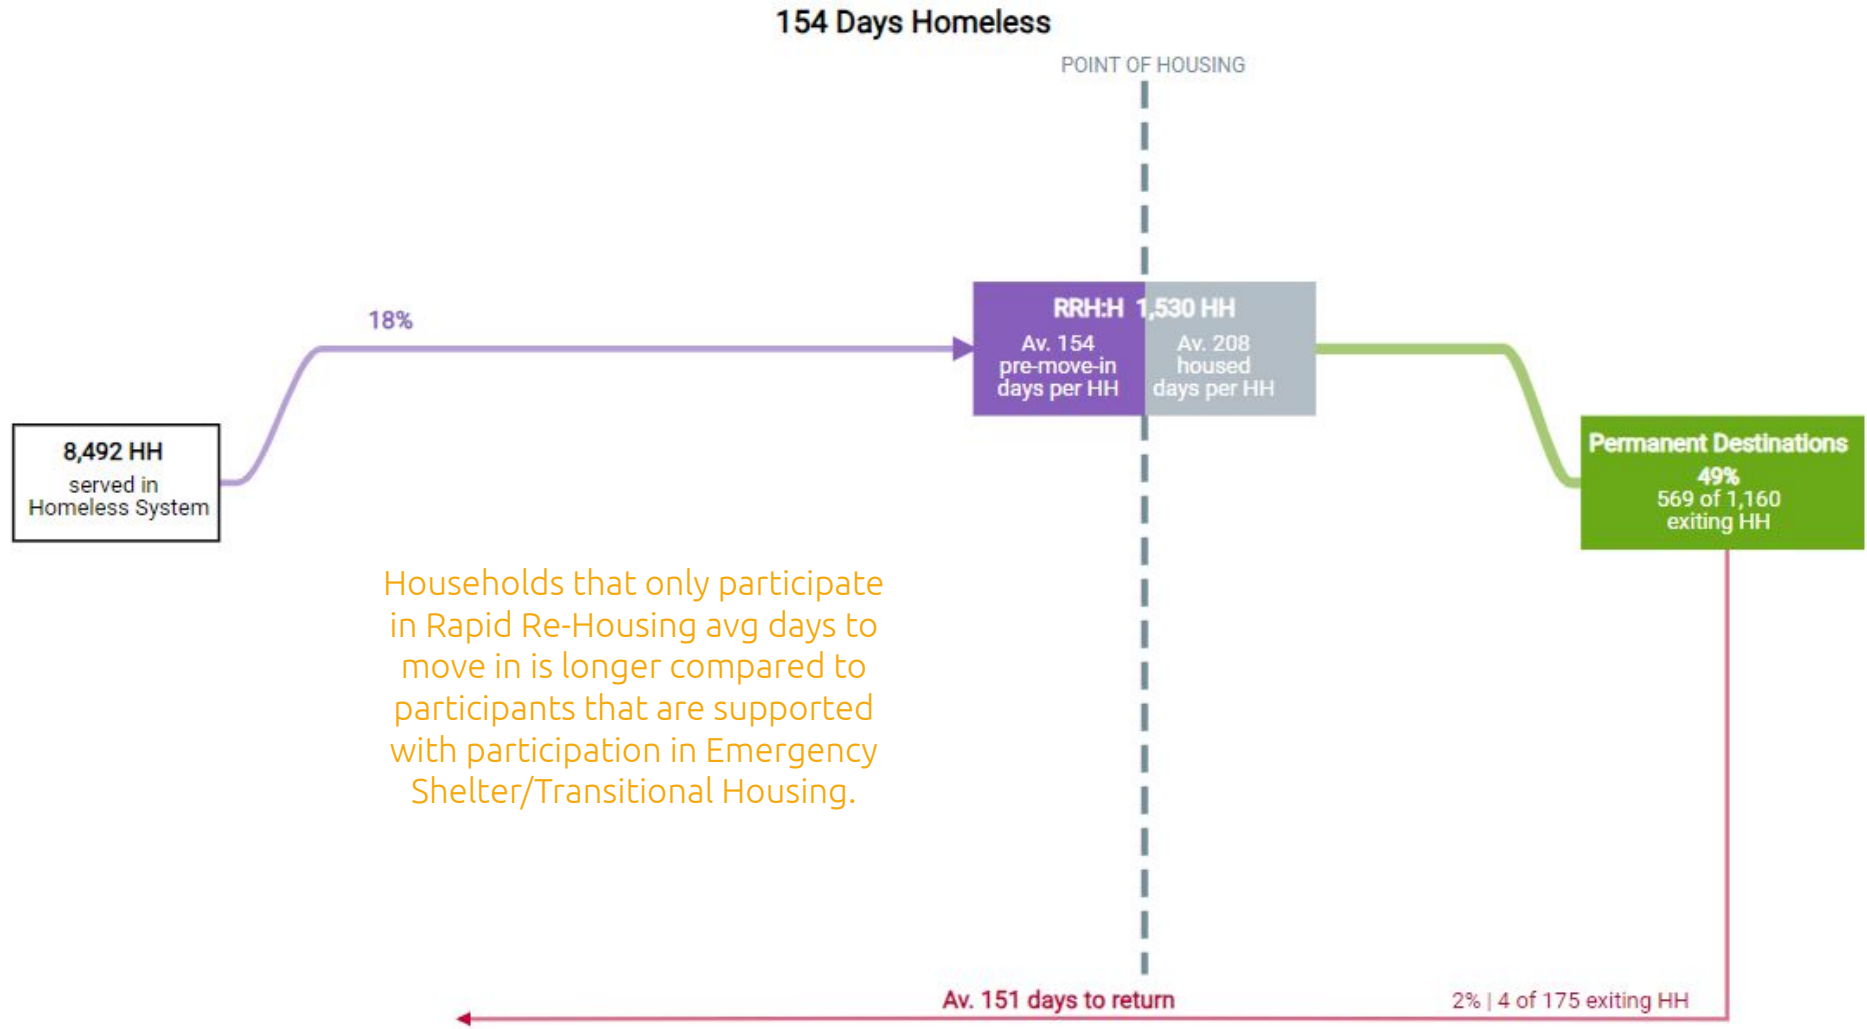 154 Days Homeless
POINT OF HOUSING
18%
RRH:H 1,530 HH
Av. 154
pre-move-in
days per HH
Av. 208
housed
days per HH
8,492 HH
served in
Homeless System
Permanent Destinations
49%
569 of 1,160
exiting HH
Households that only participate
in Rapid Re-Housing avg days to
move in is longer compared to
participants that are supported
with participation in Emergency
Shelter/Transitional Housing.
Av. 151 days to return
2% | 4 of 175 exiting HH